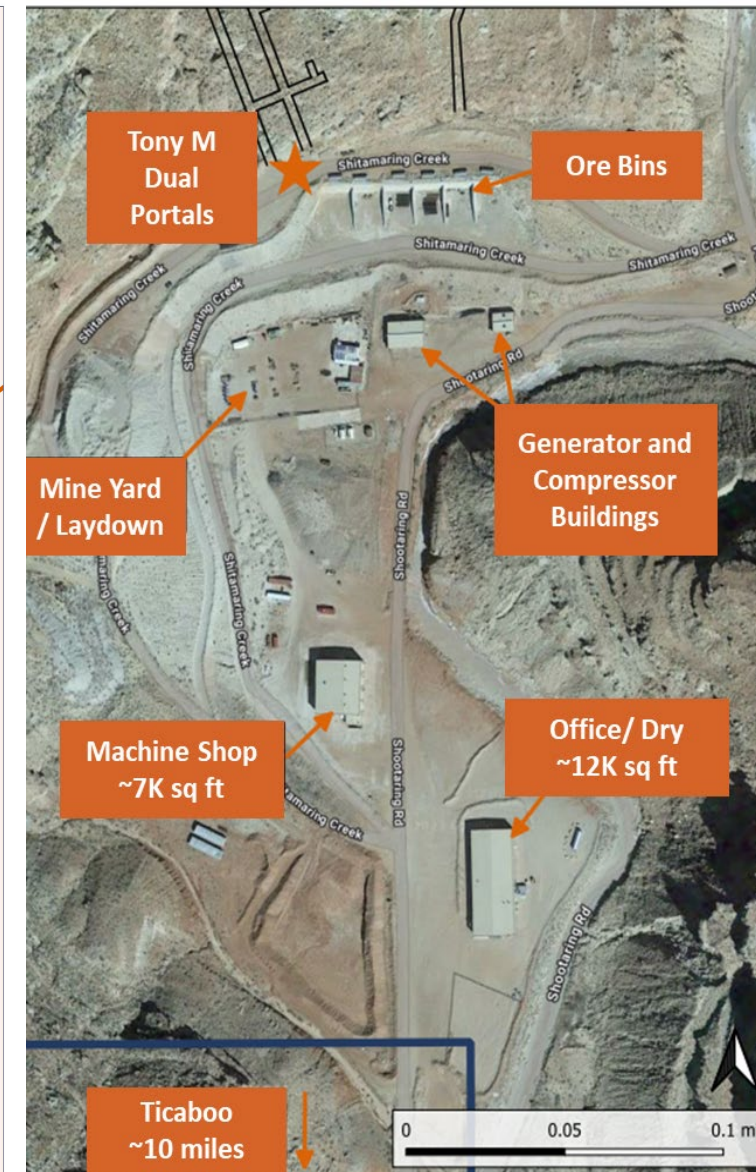 Tony M
Dual
Portals
Shitamaring Creek
Ore Bins
Shitamaring Creek
Shitamaring Creek
Shitamaring Creek
Shitamaring Creek
Shootaring Rd
Generator and
Compressor
Buildings
Mine Yard
/ Laydown
Shootaring Rd
Shitamaring Creek
Machine Shop
~7K sq ft
Office/ Dry
~12K sq ft
Shootaring Rd
Shootaring Rd
Ticaboo
~10 miles
0
0.05
0.1 m